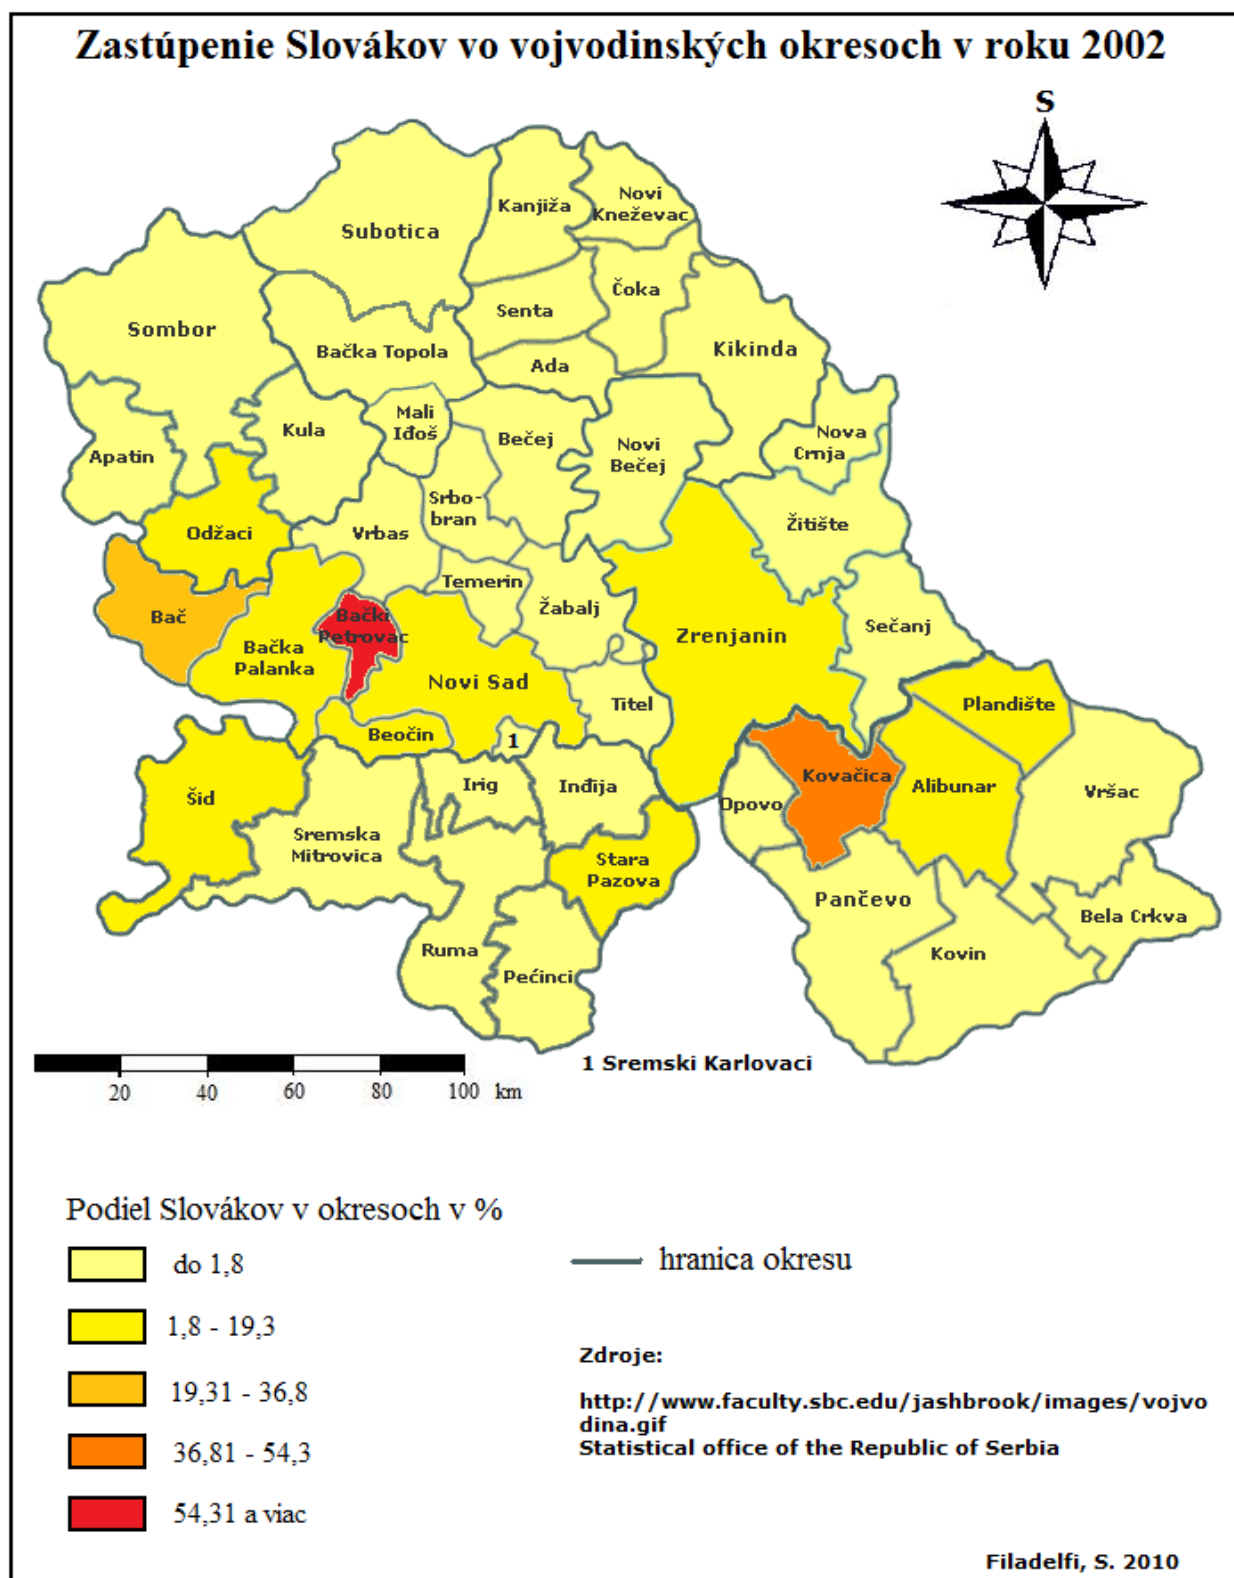 Zastúpenie Slovákov vo vojvodinských okresoch v roku 2002
S
Subotica
Kanjiža
Novi
Kneževac
Sombor
Bačka Topola
Senta
Čoka
Ada
Kikinda
Apatin
Kula
Mali
Iđoš
Bečej
Novi
Bečej
Nova
Crnja
Odžaci
Vrbas
Srbo-
bran
Žitište
Temerin
Bač
Bačka
Palanka
Bački
Petrovac
Žabalj
Zrenjanin
Sečanj
Novi Sad
Titel
Plandište
Beočin
1
Šid
Irig
Inđija
Opovo
Kovačica
Alibunar
Vršac
Sremska
Mitrovica
Stara
Pazova
Pančevo
Bela Crkva
Ruma
Pećinci
Kovin
1 Sremski Karlovaci
20 40 60 80 100 km
Podiel Slovákov v okresoch v %
do 1,8
1,8 - 19,3
19,31 - 36,8
36,81 - 54,3
54,31 a viac
hranica okresu
Zdroje:
http://www.faculty.sbc.edu/jashbrook/images/vojvo
dina.gif
Statistical office of the Republic of Serbia
Filadelfi, S. 2010